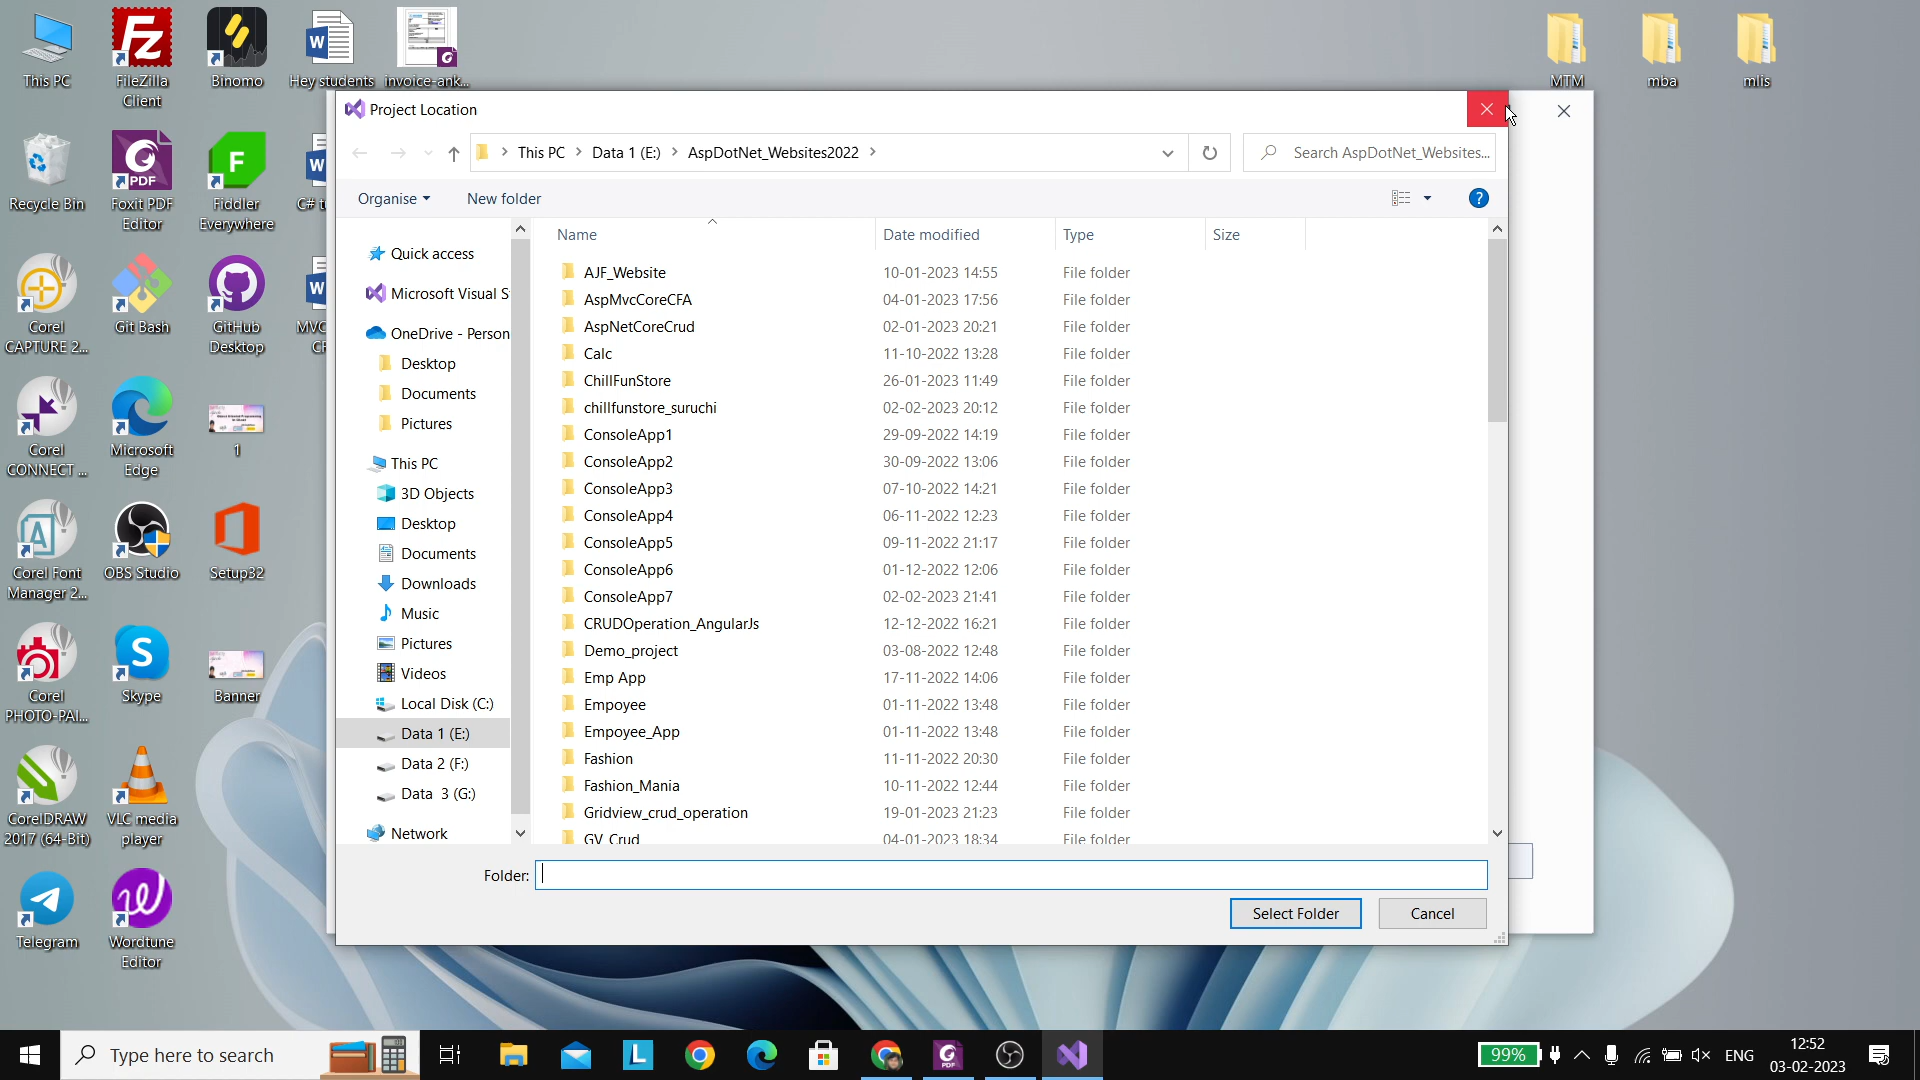 This PC
FileZilla
Client
Binomo
Hey students
invoice-ank...
MTM
mba
mlis
Recycle Bin
Foxit PDF
Editor
Fiddler
Everywhere
C# t
Corel
CAPTURE 2...
Git Bash
GitHub
Desktop
MVC
Corel
CONNECT ...
Microsoft
Edge
1
Corel Font
Manager 2...
OBS Studio
Setup32
Corel
PHOTO-PAI...
Skype
Banner
CorelDRAW
2017 (64-Bit)
VLC media
player
Telegram
Wordtune
Editor
Project Location
This PC > Data 1 (E:) > AspDotNet_Websites2022 >
Search AspDotNet_Websites...
Organise
New folder
?
Quick access
Microsoft Visual S
OneDrive - Person
Desktop
Documents
Pictures
This PC
3D Objects
Desktop
Documents
Downloads
Music
Pictures
Videos
Local Disk (C:)
Data 1 (E:)
Data 2 (F:)
Data 3 (G:)
Network
Name Date modified Type Size
AJF_Website 10-01-2023 14:55 File folder
AspMvcCoreCFA 04-01-2023 17:56 File folder
AspNetCoreCrud 02-01-2023 20:21 File folder
Calc 11-10-2022 13:28 File folder
ChillFunStore 26-01-2023 11:49 File folder
chillfunstore_suruchi 02-02-2023 20:12 File folder
ConsoleApp1 29-09-2022 14:19 File folder
ConsoleApp2 30-09-2022 13:06 File folder
ConsoleApp3 07-10-2022 14:21 File folder
ConsoleApp4 06-11-2022 12:23 File folder
ConsoleApp5 09-11-2022 21:17 File folder
ConsoleApp6 01-12-2022 12:06 File folder
ConsoleApp7 02-02-2023 21:41 File folder
CRUDOperation_AngularJs 12-12-2022 16:21 File folder
Demo_project 03-08-2022 12:48 File folder
Emp App 17-11-2022 14:06 File folder
Empoyee 01-11-2022 13:48 File folder
Empoyee_App 01-11-2022 13:48 File folder
Fashion 11-11-2022 20:30 File folder
Fashion_Mania 10-11-2022 12:44 File folder
Gridview_crud_operation 19-01-2023 21:23 File folder
GV_Crud 04-01-2023 18:34 File folder
Folder:
Select Folder
Cancel
Type here to search
99%
ENG
12:52
03-02-2023